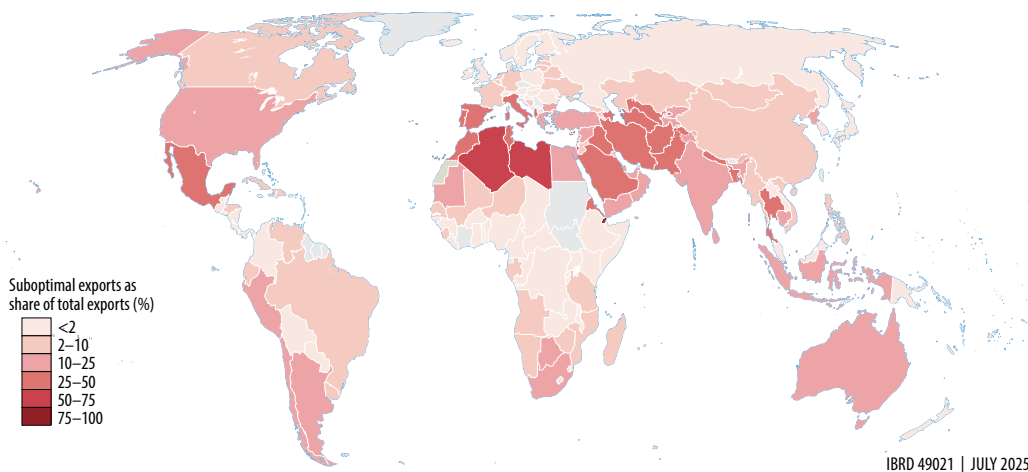 Suboptimal exports as
share of total exports (%)
<2
2–10
10–25
25–50
50–75
75–100
IBRD 49021 | JULY 2025